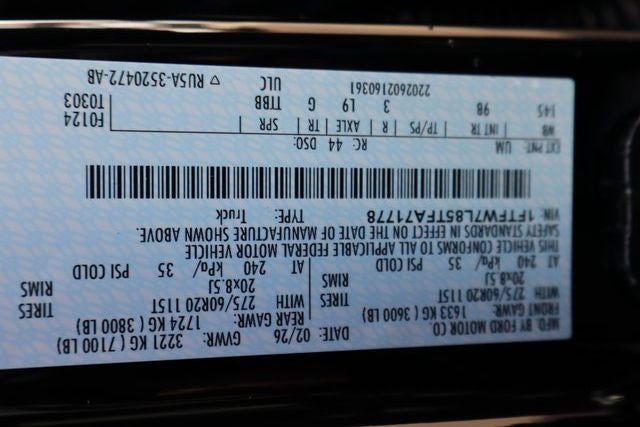 MFD. BY FORD MOTOR CO.
DATE: 02/26 GVWR: 3221 KG ( 7100 LB)
FRONT GAWR: 1633 KG ( 3600 LB) REAR GAWR: 1724 KG ( 3800 LB)
WITH 275/60R20 115T TIRES WITH 275/60R20 115T TIRES
20x8.5J RIMS 20x8.5J RIMS
AT 240 kPa/ 35 PSI COLD AT 240 kPa/ 35 PSI COLD
THIS VEHICLE CONFORMS TO ALL APPLICABLE FEDERAL MOTOR VEHICLE
SAFETY STANDARDS IN EFFECT ON THE DATE OF MANUFACTURE SHOWN ABOVE.
VIN: 1FTFW7L85TFA71778 TYPE: Truck
EXT PNT: UM RC: 44 DSO: F0124
WB INT TR TP/PS R AXLE TR SPR T0303
145 9B 3 L9 G TTBB
2202602160361 ULC ▽ RU5A-3520472-AB